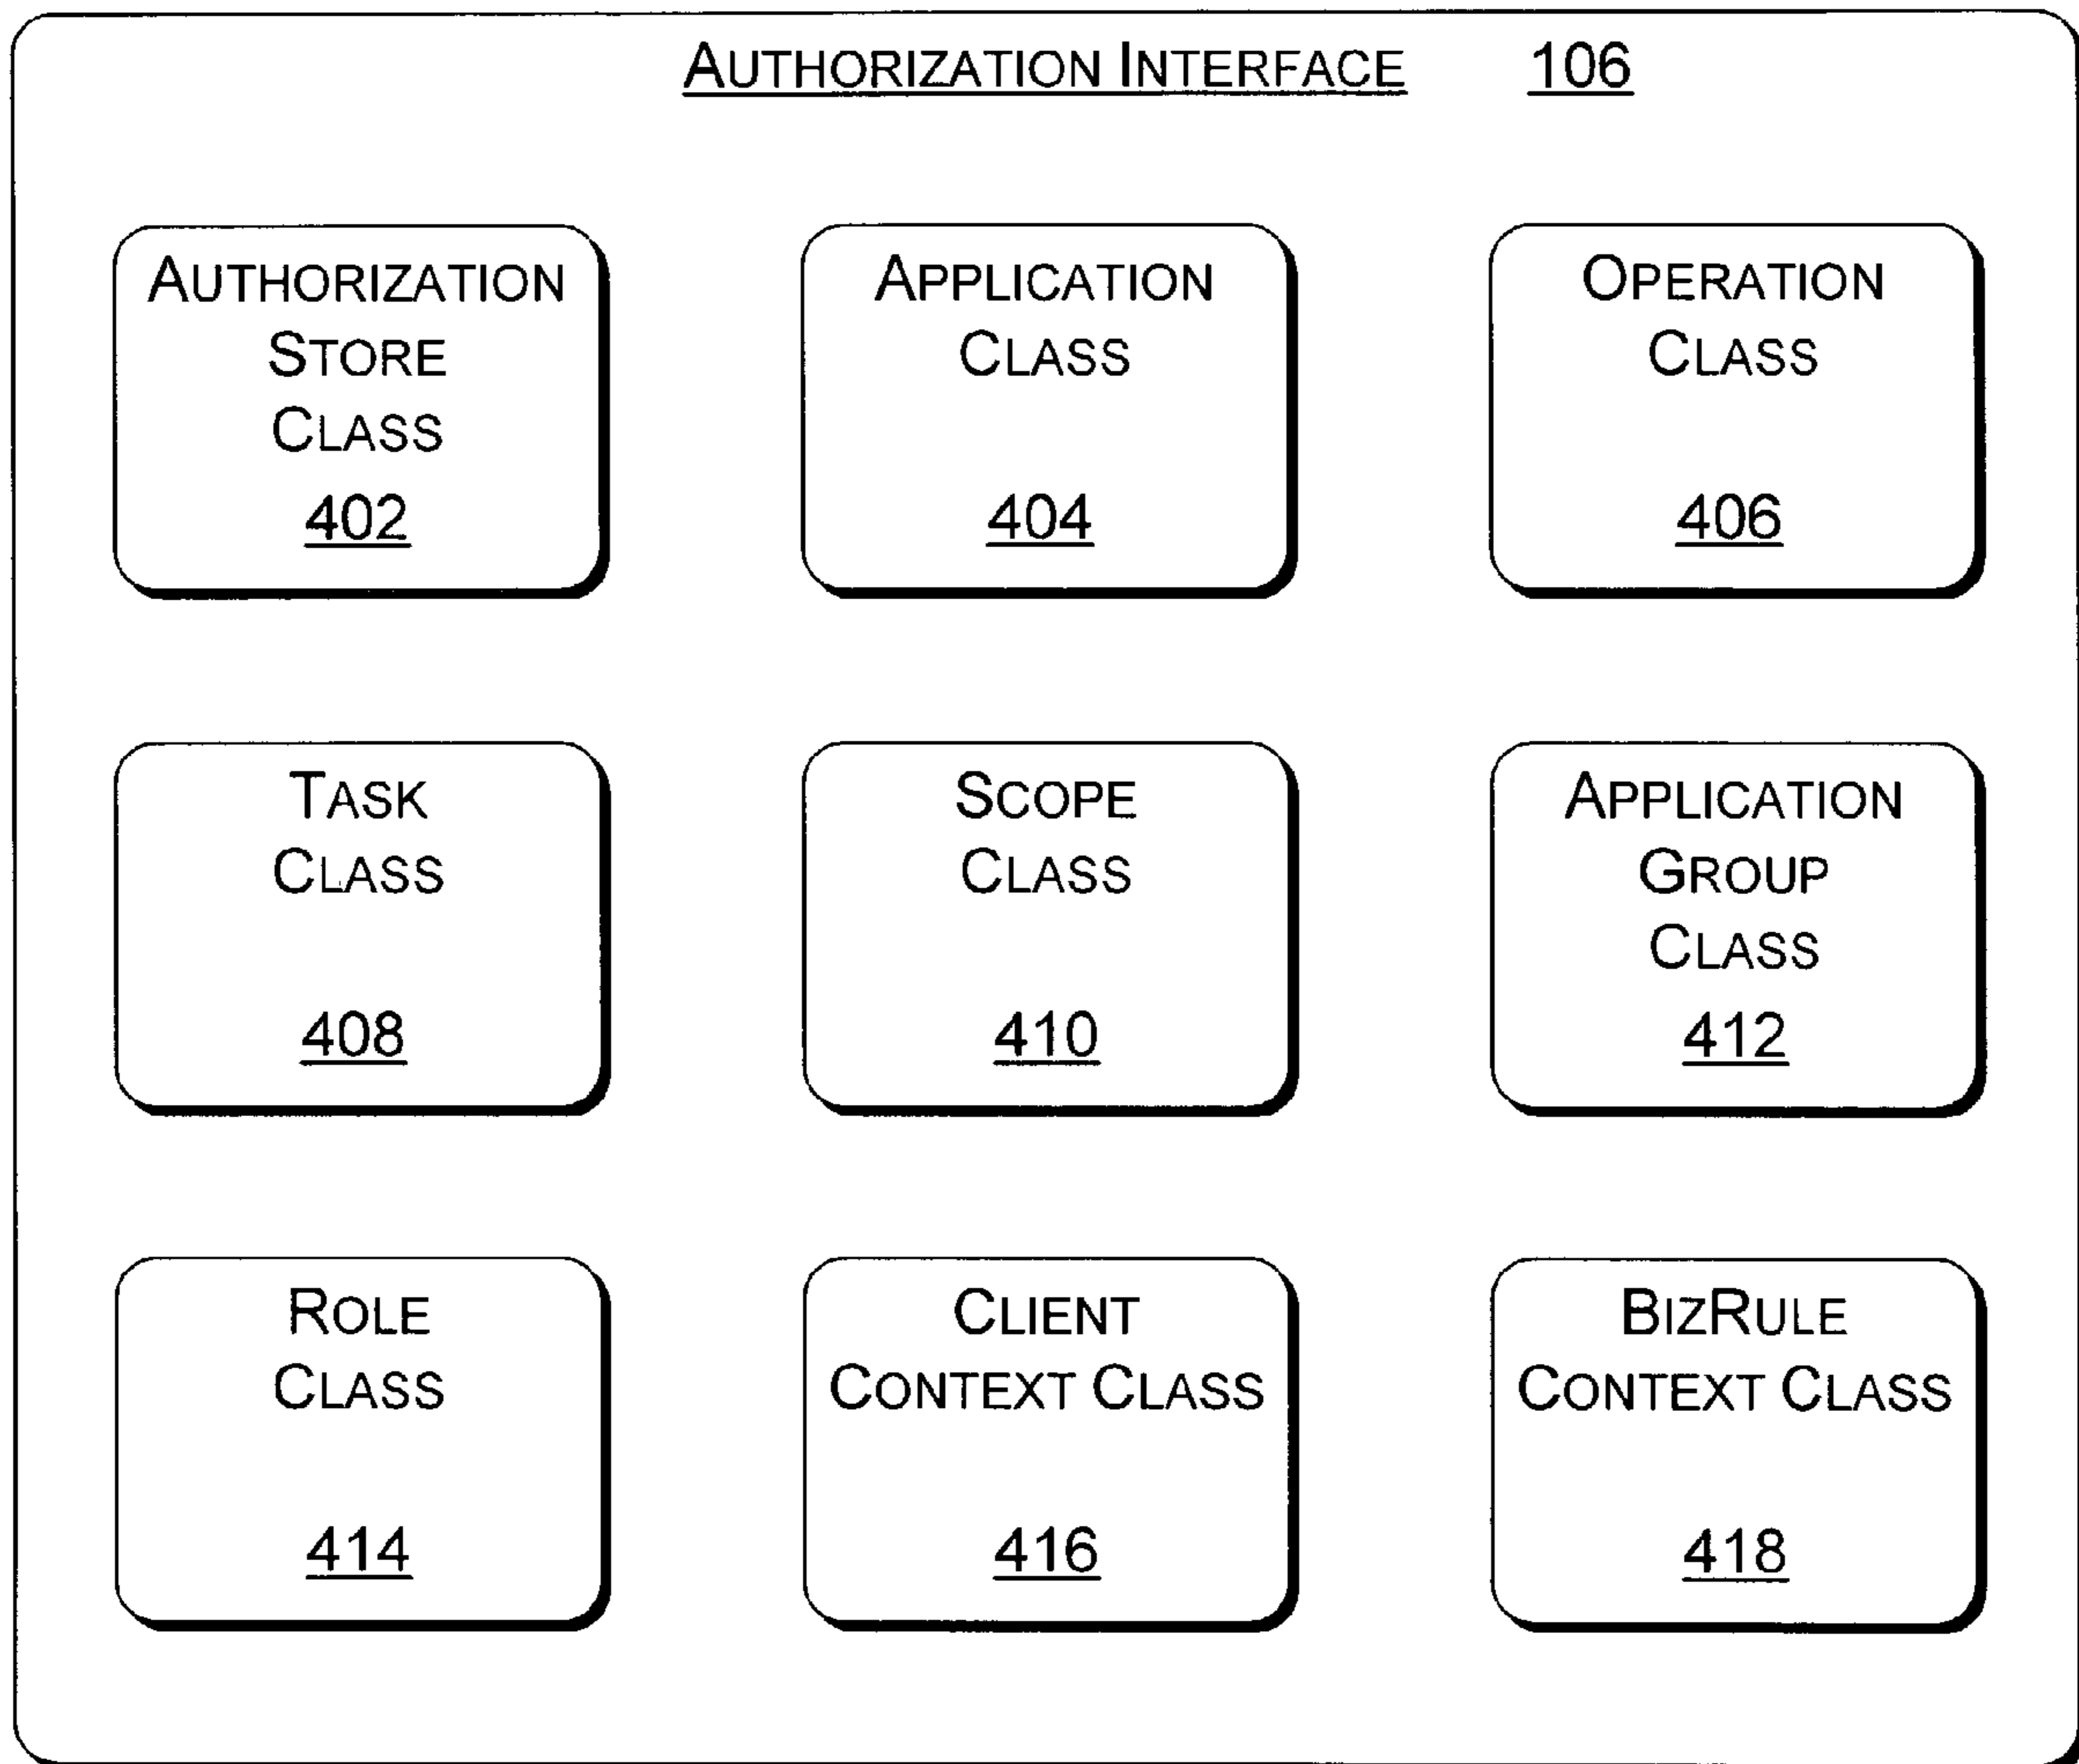 AUTHORIZATION INTERFACE 106
AUTHORIZATION
STORE
CLASS
402
APPLICATION
CLASS
404
OPERATION
CLASS
406
TASK
CLASS
408
SCOPE
CLASS
410
APPLICATION
GROUP
CLASS
412
ROLE
CLASS
414
CLIENT
CONTEXT CLASS
416
BIZRULE
CONTEXT CLASS
418